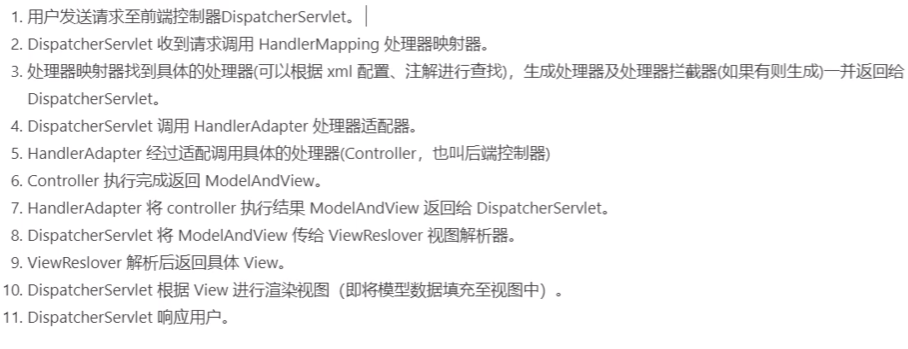 1. 用户发送请求至前端控制器DispatcherServlet。
2. DispatcherServlet 收到请求调用 HandlerMapping 处理器映射器。
3. 处理器映射器找到具体的处理器(可以根据 xml 配置、注解进行查找)，生成处理器及处理器拦截器(如果有则生成)一并返回给
DispatcherServlet。
4. DispatcherServlet 调用 HandlerAdapter 处理器适配器。
5. HandlerAdapter 经过适配调用具体的处理器(Controller，也叫后端控制器)
6. Controller 执行完成返回 ModelAndView。
7. HandlerAdapter 将 controller 执行结果 ModelAndView 返回给 DispatcherServlet。
8. DispatcherServlet 将 ModelAndView 传给 ViewReslover 视图解析器。
9. ViewReslover 解析后返回具体 View。
10. DispatcherServlet 根据 View 进行渲染视图（即将模型数据填充至视图中）。
11. DispatcherServlet 响应用户。